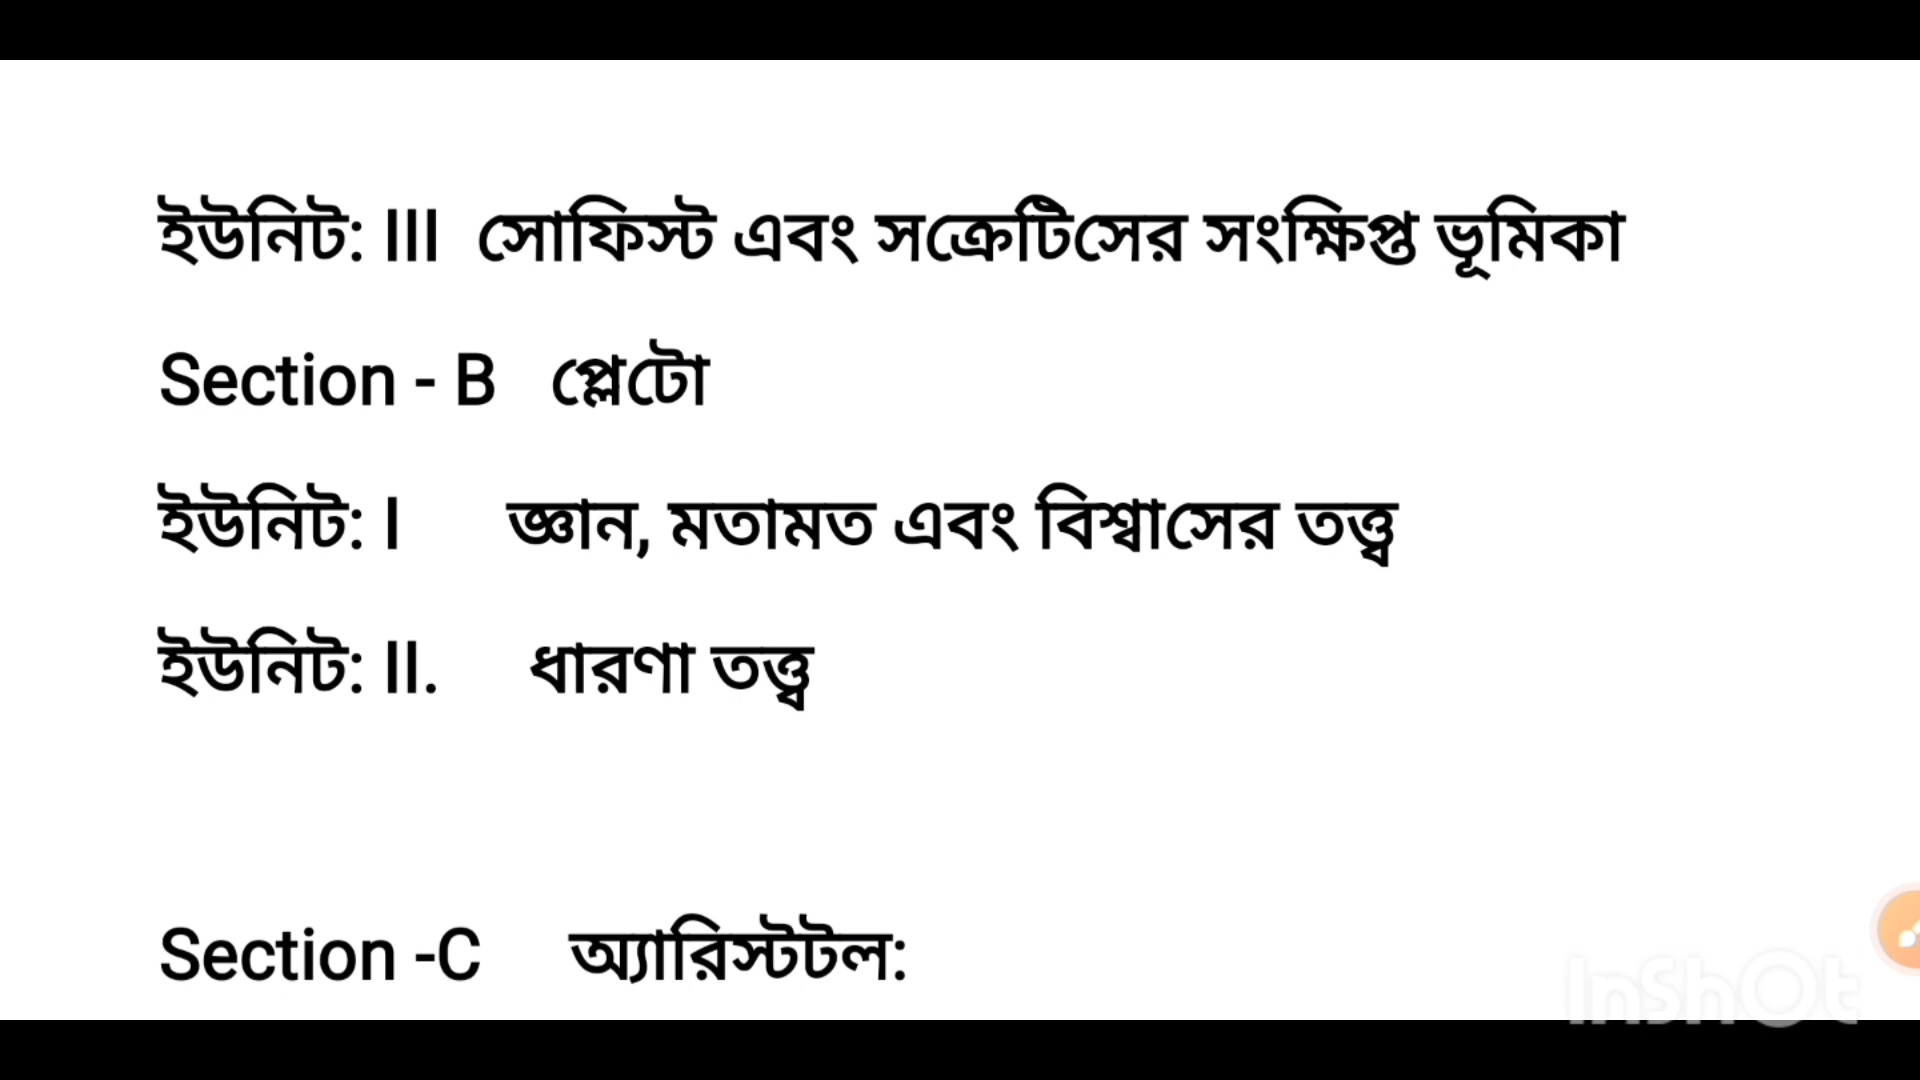 ইউনিট: III সোফিস্ট এবং সক্রেটিসের সংক্ষিপ্ত ভূমিকা
Section - B প্লেটো
ইউনিট: I জ্ঞান, মতামত এবং বিশ্বাসের তত্ত্ব
ইউনিট: II. ধারণা তত্ত্ব
Section -C অ্যারিস্টটল:
InShOt